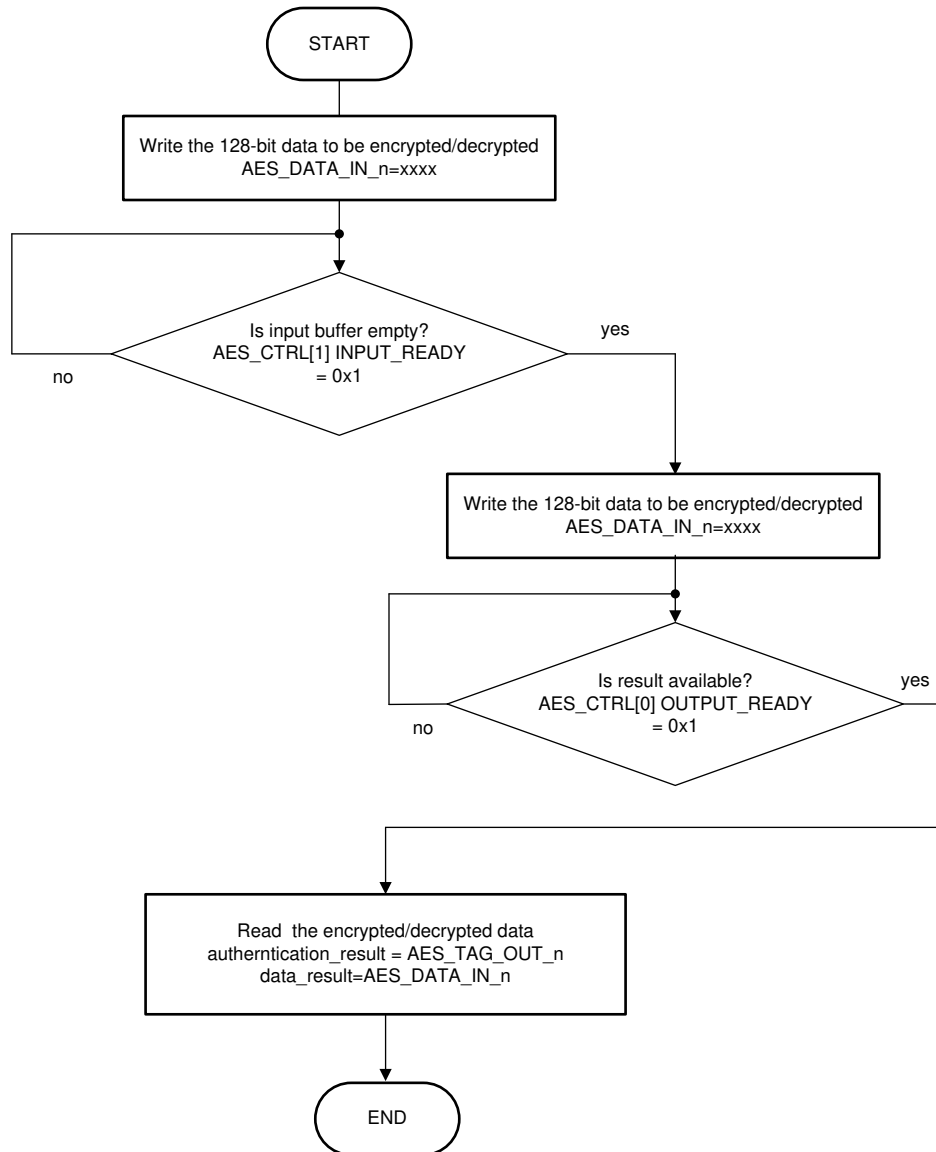 START
Write the 128-bit data to be encrypted/decrypted
AES_DATA_IN_n=xxxx
Is input buffer empty?
AES_CTRL[1] INPUT_READY
= 0x1
yes
no
Write the 128-bit data to be encrypted/decrypted
AES_DATA_IN_n=xxxx
Is result available?
AES_CTRL[0] OUTPUT_READY
= 0x1
yes
no
Read the encrypted/decrypted data
autherntication_result = AES_TAG_OUT_n
data_result=AES_DATA_IN_n
END